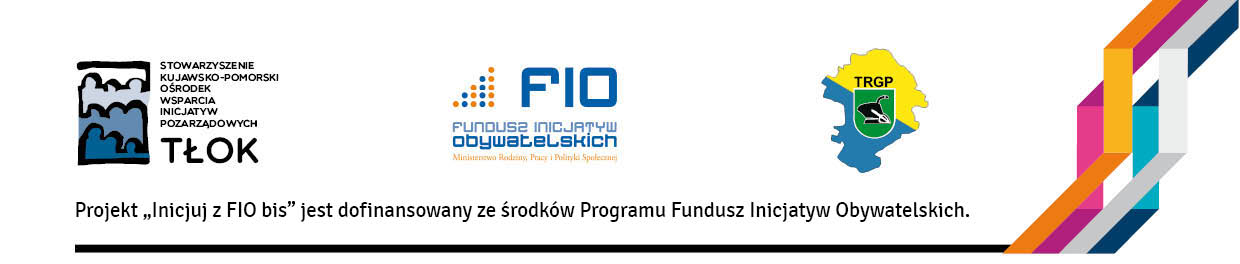 STOWARZYSZENIE
KUJAWSKO-POMORSKI
OŚRODEK
WSPARCIA
INICJATYW
POZARZĄDOWYCH
TŁOK
FIO
FUNDUSZ INICJATYW
obywatelskich
Ministerstwo Rodziny, Pracy i Polityki Społecznej
TRGP
Projekt „Inicjuj z FIO bis” jest dofinansowany ze środków Programu Fundusz Inicjatyw Obywatelskich.